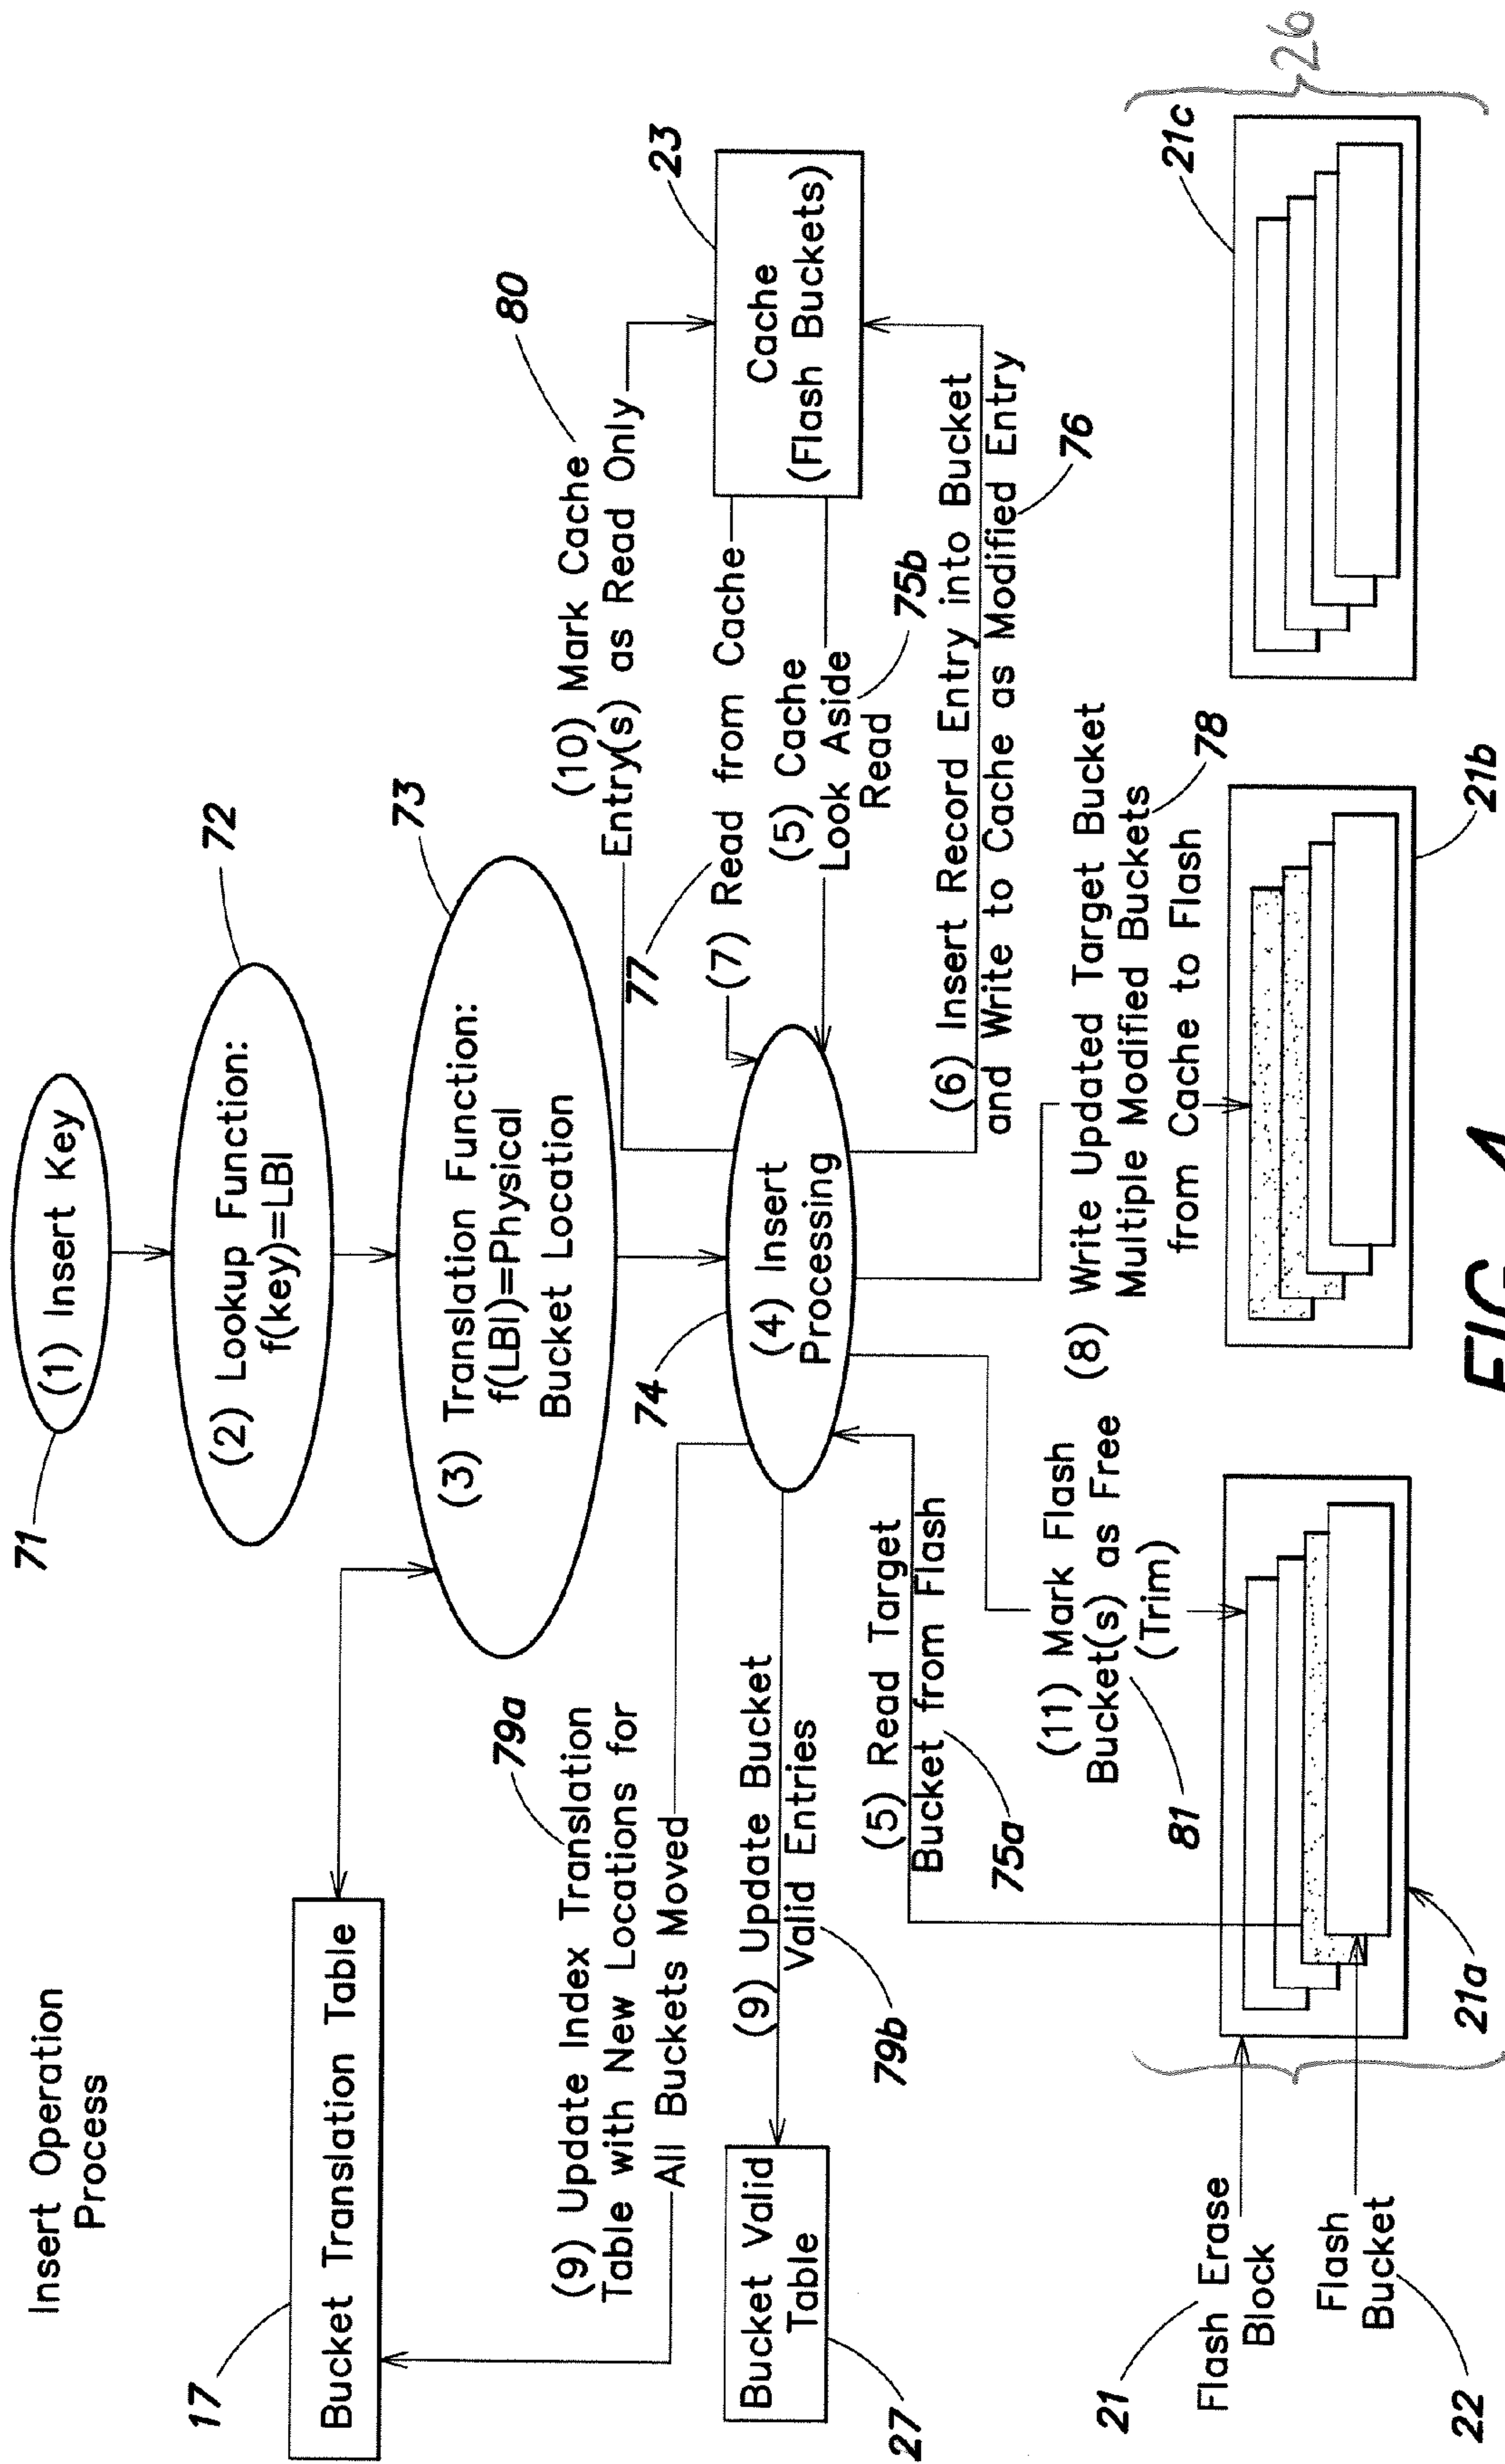 Insert Operation
Process
71
(1) Insert Key
72
(2) Lookup Function:
f(key)=LBI
73
(3) Translation Function:
f(LBI)=Physical
Bucket Location
17
Bucket Translation Table
79a
(9) Update Index Translation
Table with New Locations for
All Buckets Moved
74
(4) Insert
Processing
77
80
(10) Mark Cache
Entry(s) as Read Only
(7) Read from Cache
(5) Cache
Look Aside
Read
75b
23
Cache
(Flash Buckets)
(6) Insert Record Entry into Bucket
and Write to Cache as Modified Entry
76
27
Bucket Valid
Table
(9) Update Bucket
Valid Entries
79b
(5) Read Target
Bucket from Flash
75a
(11) Mark Flash
Bucket(s) as Free
(Trim)
81
(8) Write Updated Target Bucket
Multiple Modified Buckets
from Cache to Flash
78
21
Flash Erase
Block
Flash
Bucket
22
21a
21b
21c
26